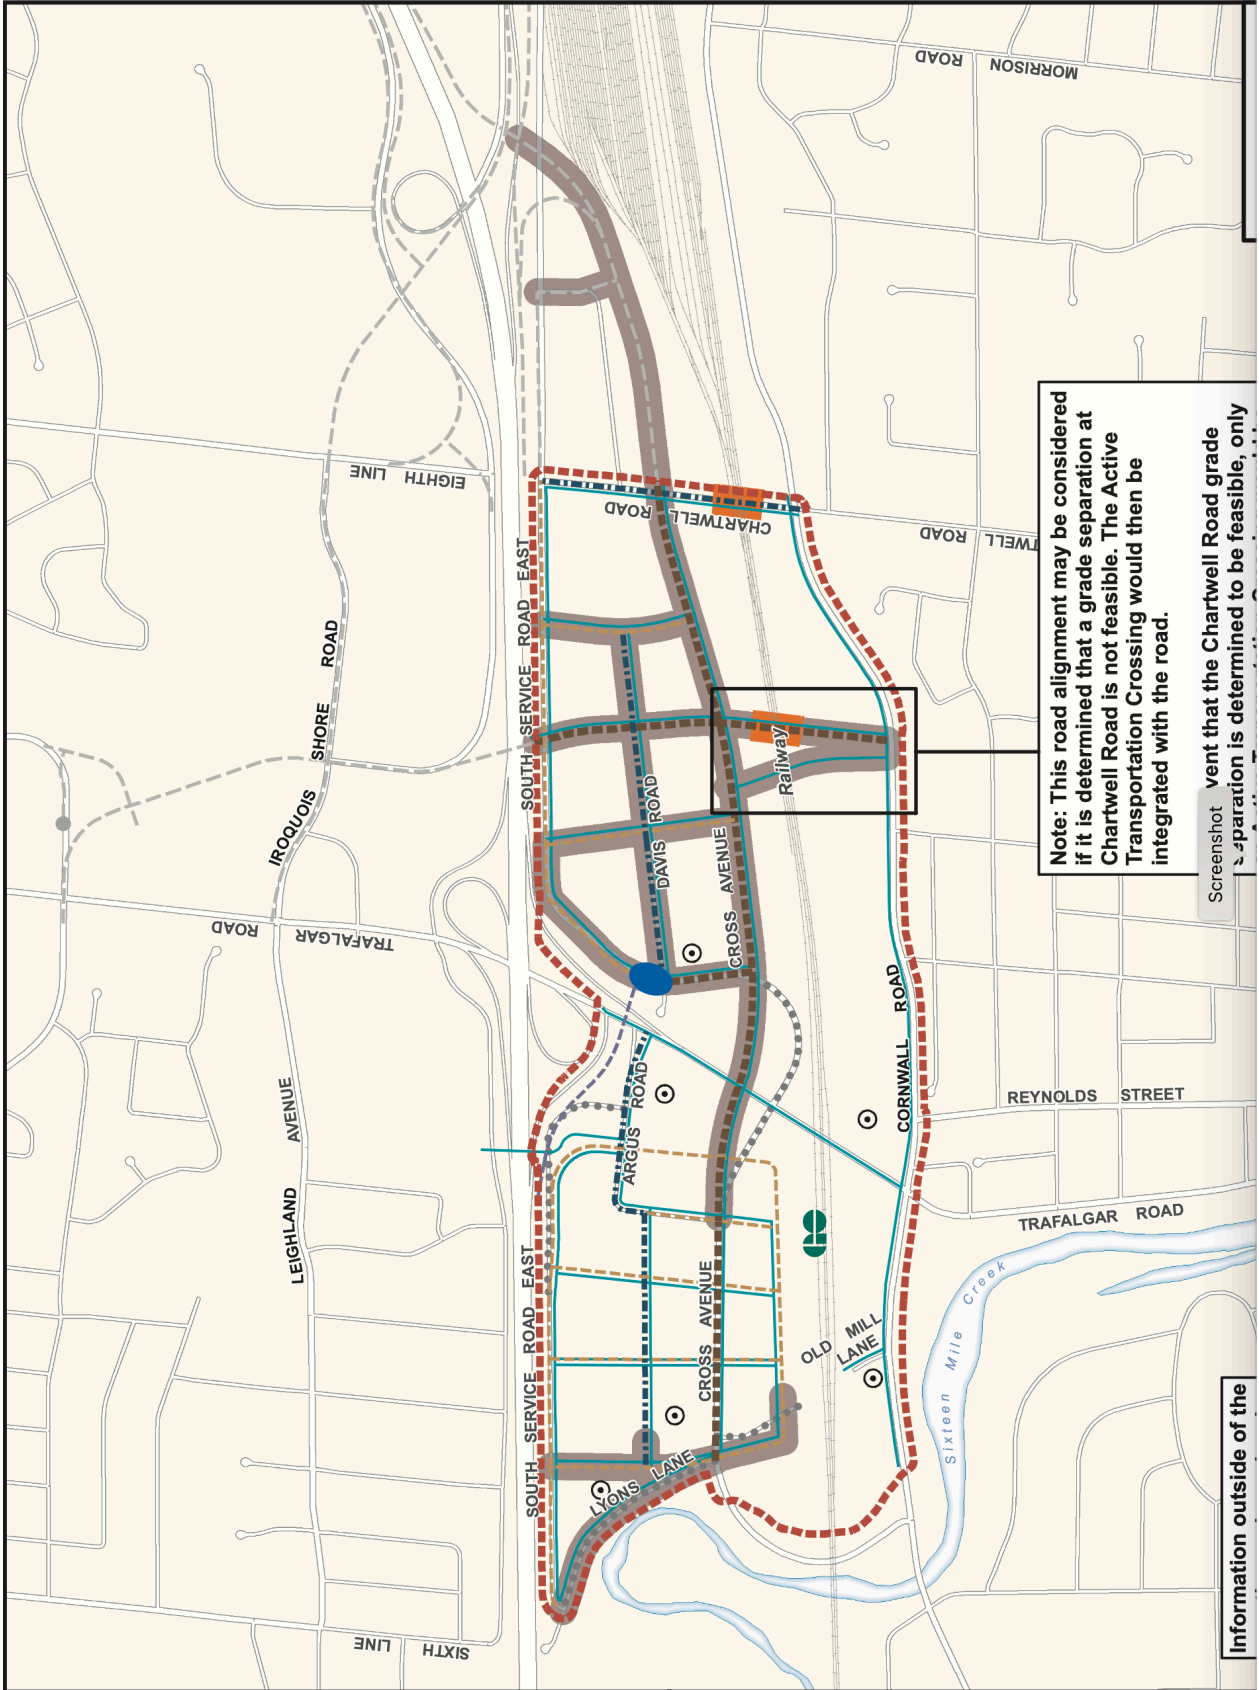 MORRISON ROAD
EIGHTH LINE
CHARTWELL ROAD
ROAD
SOUTH SERVICE ROAD EAST
IROQUOIS SHORE ROAD
DAVIS ROAD
CROSS AVENUE
Railway
TRAFALGAR ROAD
ARGUS ROAD
CORNWALL ROAD
REYNOLDS STREET
TRAFALGAR ROAD
LEIGHLAND AVENUE
SOUTH SERVICE ROAD EAST
CROSS AVENUE
OLD MILL LANE
LYONS LANE
Sixteen Mile Creek
SIXTH LINE
GO
Note: This road alignment may be considered
if it is determined that a grade separation at
Chartwell Road is not feasible. The Active
Transportation Crossing would then be
integrated with the road.
vent that the Chartwell Road grade
paration is determined to be feasible, only
Screenshot
Information outside of the